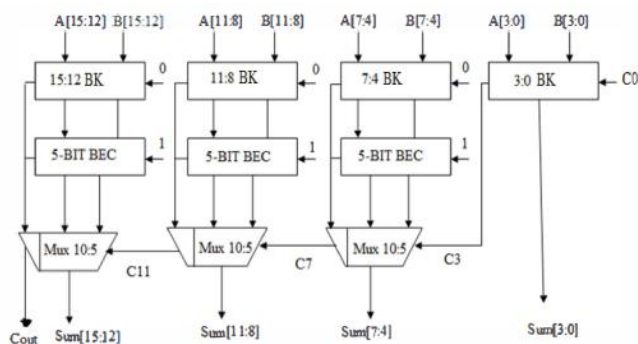 A[15:12] B[15:12] A[11:8] B[11:8] A[7:4] B[7:4] A[3:0] B[3:0]
15:12 BK 0 11:8 BK 0 7:4 BK 0 3:0 BK C0
5-BIT BEC 1 5-BIT BEC 1 5-BIT BEC 1
Mux 10:5 C11 Mux 10:5 C7 Mux 10:5 C3
Cout Sum[15:12] Sum[11:8] Sum[7:4] Sum[3:0]